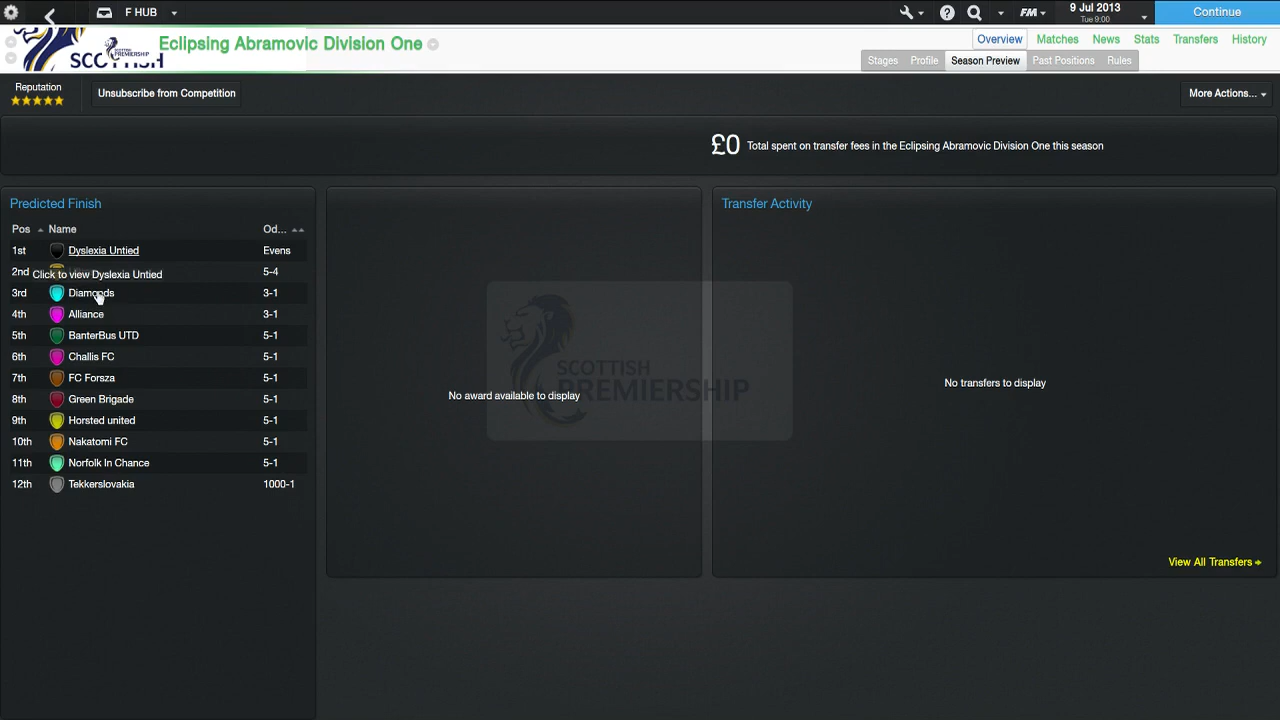 F HUB
FM
9 Jul 2013
Tue 9:00
Continue
SCOTTISH
SCOTTISH
PREMIERSHIP
Eclipsing Abramovic Division One
Overview Matches News Stats Transfers History
Stages Profile Season Preview Past Positions Rules
Reputation
Unsubscribe from Competition
More Actions...
£0 Total spent on transfer fees in the Eclipsing Abramovic Division One this season
Predicted Finish
Pos Name Od...
1st Dyslexia Untied Evens
2nd 5-4
Click to view Dyslexia Untied
3rd Diamonds 3-1
4th Alliance 3-1
5th BanterBus UTD 5-1
6th Challis FC 5-1
7th FC Forsza 5-1
8th Green Brigade 5-1
9th Horsted united 5-1
10th Nakatomi FC 5-1
11th Norfolk In Chance 5-1
12th Tekkerslovakia 1000-1
SCOTTISH
PREMIERSHIP
No award available to display
Transfer Activity
No transfers to display
View All Transfers